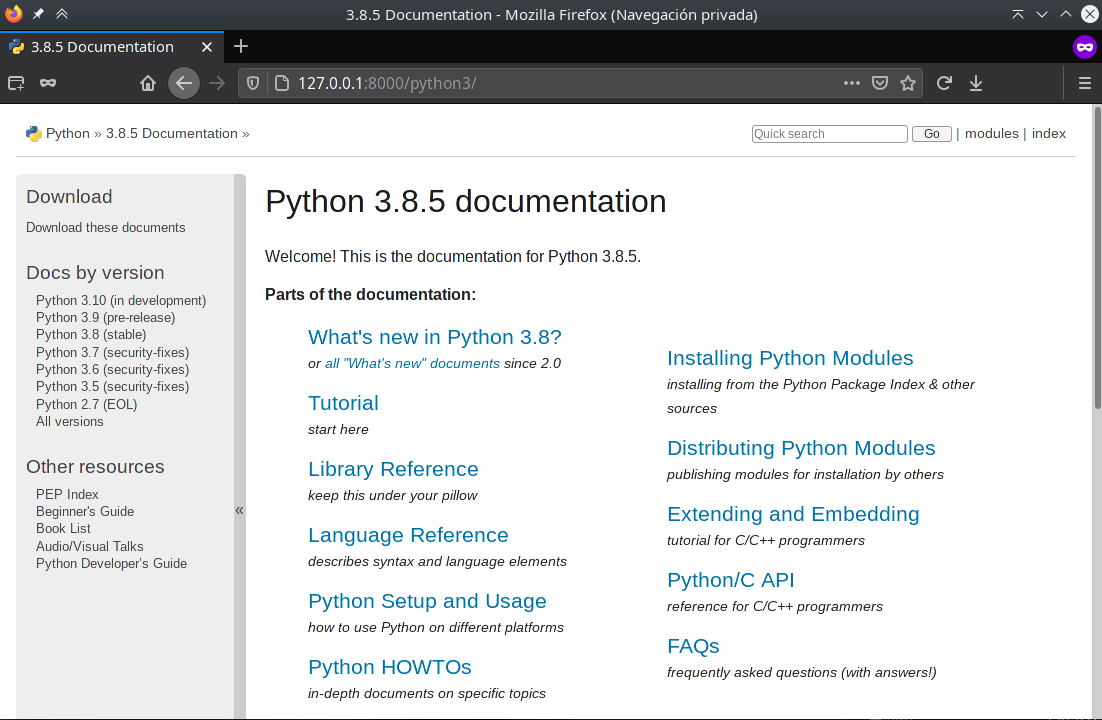 3.8.5 Documentation - Mozilla Firefox (Navegación privada)
3.8.5 Documentation
127.0.0.1:8000/python3/
Python » 3.8.5 Documentation »
Quick search Go | modules | index
Download
Download these documents
Docs by version
Python 3.10 (in development)
Python 3.9 (pre-release)
Python 3.8 (stable)
Python 3.7 (security-fixes)
Python 3.6 (security-fixes)
Python 3.5 (security-fixes)
Python 2.7 (EOL)
All versions
Other resources
PEP Index
Beginner's Guide
Book List
Audio/Visual Talks
Python Developer's Guide
«
Python 3.8.5 documentation
Welcome! This is the documentation for Python 3.8.5.
Parts of the documentation:
What's new in Python 3.8?
or all "What's new" documents since 2.0
Tutorial
start here
Library Reference
keep this under your pillow
Language Reference
describes syntax and language elements
Python Setup and Usage
how to use Python on different platforms
Python HOWTOs
in-depth documents on specific topics
Installing Python Modules
installing from the Python Package Index & other
sources
Distributing Python Modules
publishing modules for installation by others
Extending and Embedding
tutorial for C/C++ programmers
Python/C API
reference for C/C++ programmers
FAQs
frequently asked questions (with answers!)